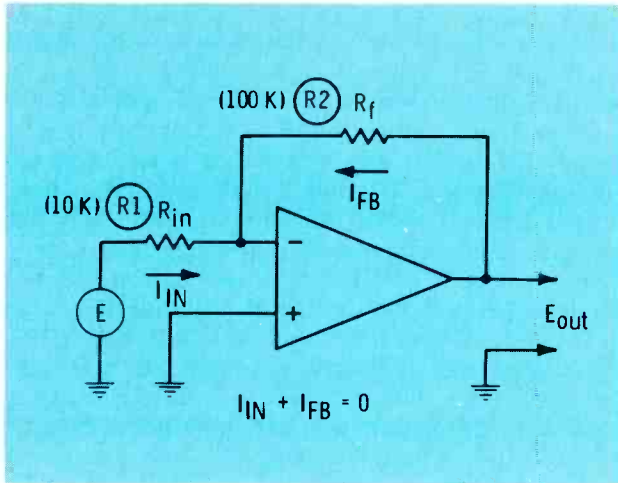 (100 K) R2 Rf
IFB
(10 K) R1 Rin
−
IIN
E
+
Eout
IIN + IFB = 0